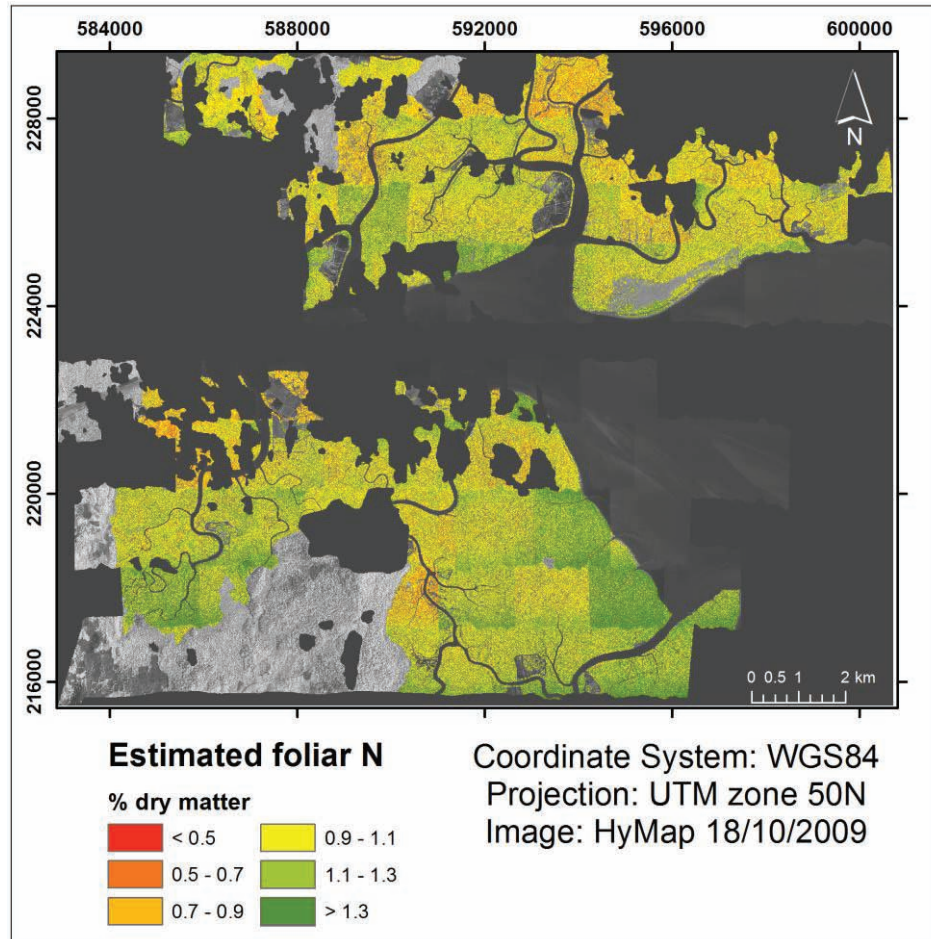 584000 588000 592000 596000 600000
228000
224000
220000
216000
N
0 0.5 1 2 km
Estimated foliar N
% dry matter
< 0.5
0.5 - 0.7
0.7 - 0.9
0.9 - 1.1
1.1 - 1.3
> 1.3
Coordinate System: WGS84
Projection: UTM zone 50N
Image: HyMap 18/10/2009